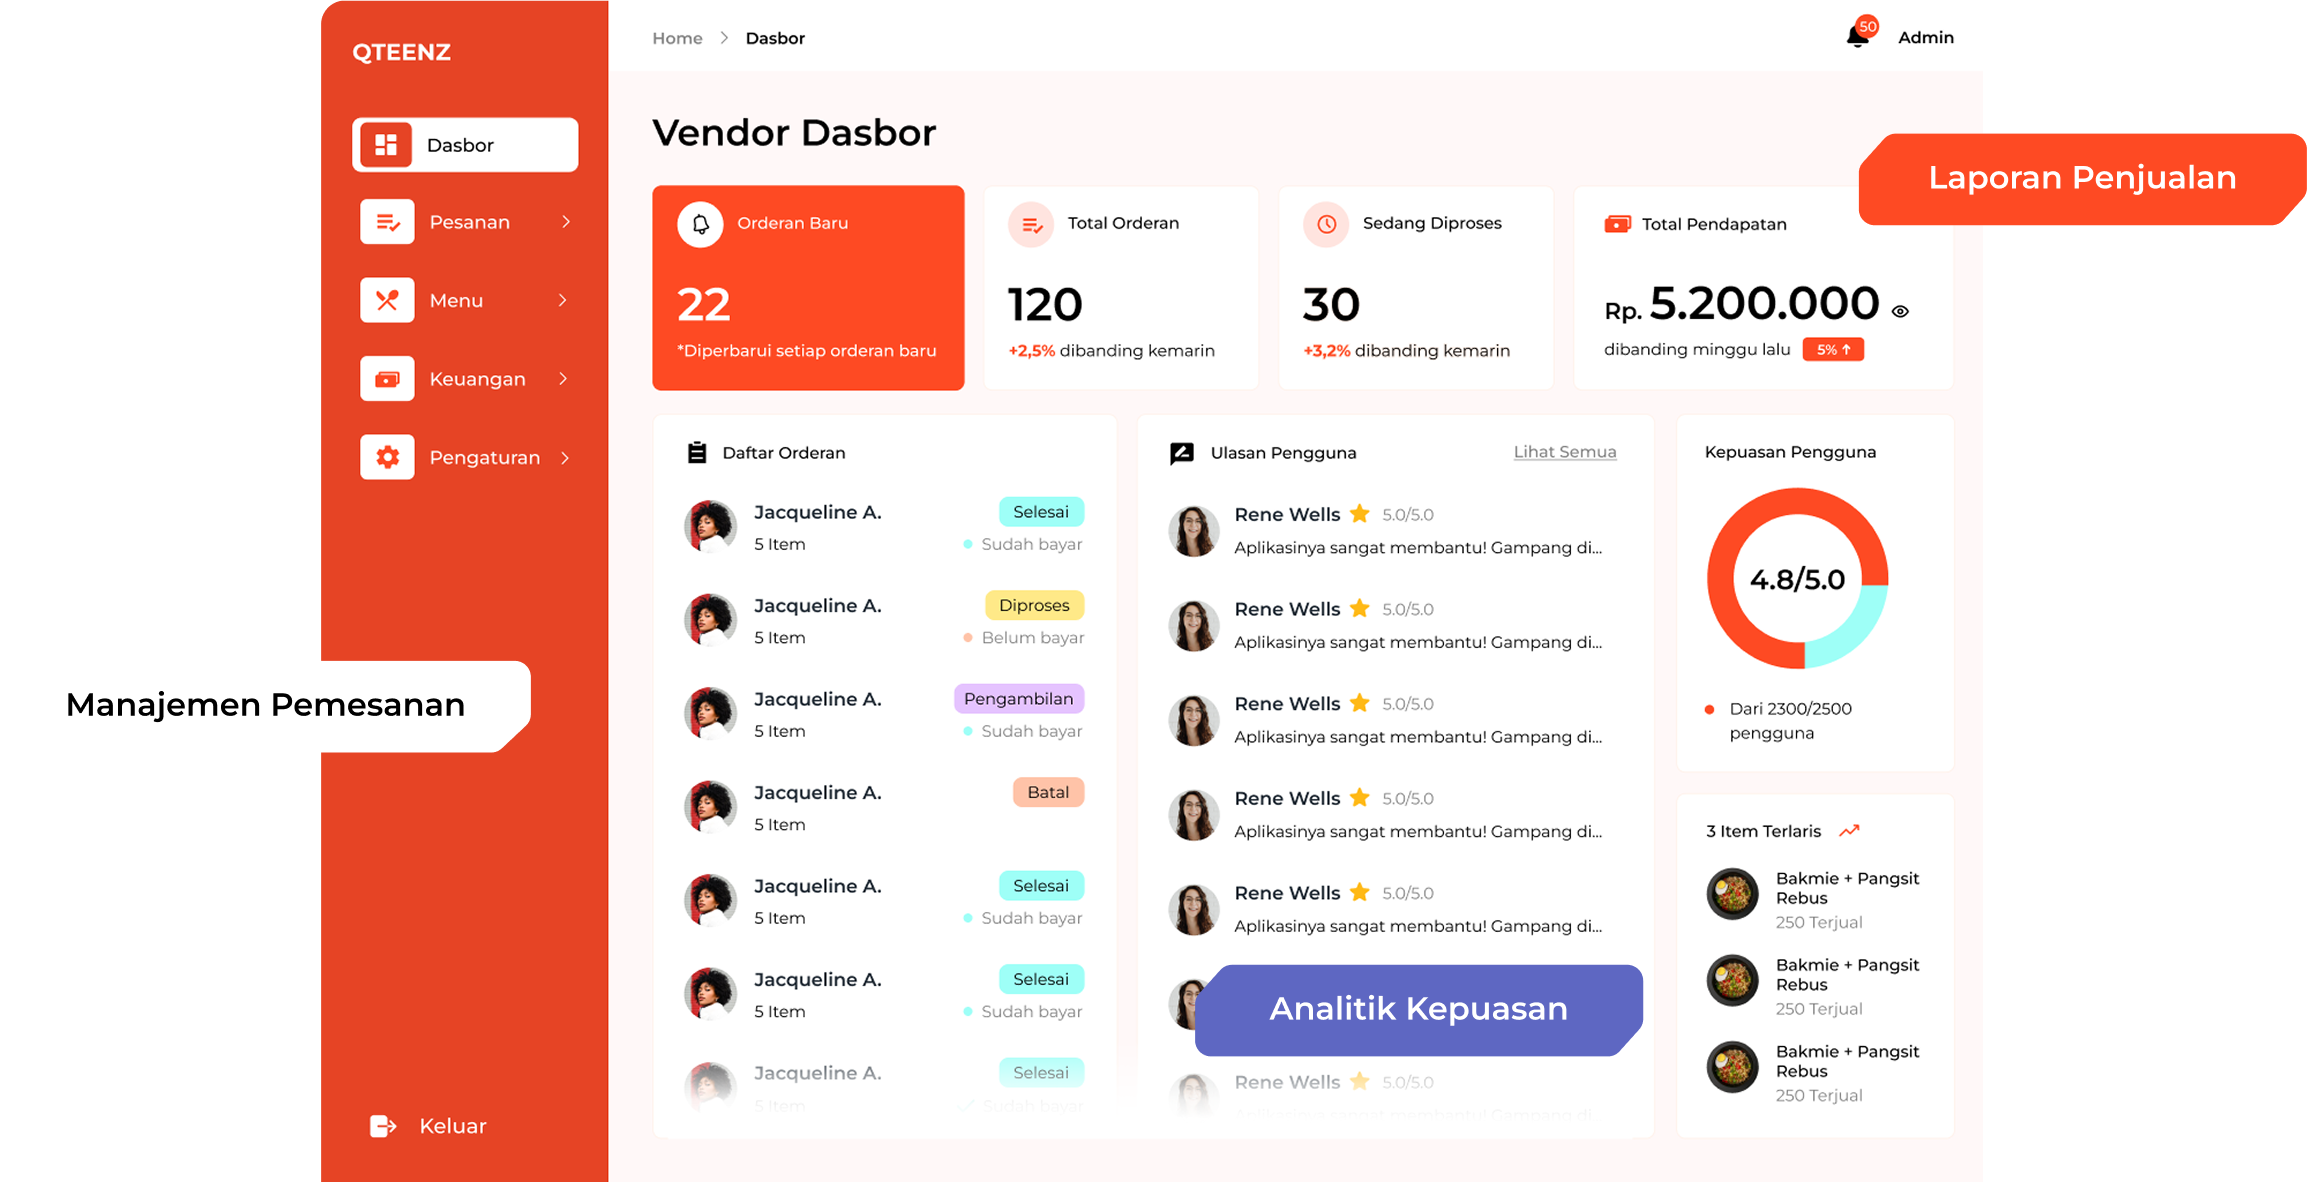 QTEENZ
Dasbor
Pesanan
Menu
Keuangan
Pengaturan
Manajemen Pemesanan
Keluar
Home > Dasbor
50
Admin
Vendor Dasbor
Laporan Penjualan
Orderan Baru
22
*Diperbarui setiap orderan baru
Total Orderan
120
+2,5% dibanding kemarin
Sedang Diproses
30
+3,2% dibanding kemarin
Total Pendapatan
Rp. 5.200.000
dibanding minggu lalu 5% ↑
Daftar Orderan
Jacqueline A. Selesai
5 Item Sudah bayar
Jacqueline A. Diproses
5 Item Belum bayar
Jacqueline A. Pengambilan
5 Item Sudah bayar
Jacqueline A. Batal
5 Item
Jacqueline A. Selesai
5 Item Sudah bayar
Jacqueline A. Selesai
5 Item Sudah bayar
Jacqueline A. Selesai
5 Item Sudah bayar
Ulasan Pengguna Lihat Semua
Rene Wells 5.0/5.0
Aplikasinya sangat membantu! Gampang di...
Rene Wells 5.0/5.0
Aplikasinya sangat membantu! Gampang di...
Rene Wells 5.0/5.0
Aplikasinya sangat membantu! Gampang di...
Rene Wells 5.0/5.0
Aplikasinya sangat membantu! Gampang di...
Rene Wells 5.0/5.0
Aplikasinya sangat membantu! Gampang di...
Analitik Kepuasan
Rene Wells 5.0/5.0
Aplikasinya sangat membantu! Gampang di
Kepuasan Pengguna
4.8/5.0
Dari 2300/2500
pengguna
3 Item Terlaris
Bakmie + Pangsit
Rebus
250 Terjual
Bakmie + Pangsit
Rebus
250 Terjual
Bakmie + Pangsit
Rebus
250 Terjual